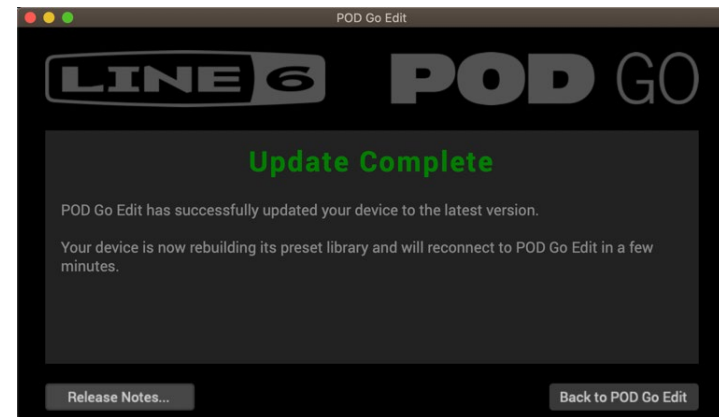 POD Go Edit
LINE 6 POD GO
Update Complete
POD Go Edit has successfully updated your device to the latest version.
Your device is now rebuilding its preset library and will reconnect to POD Go Edit in a few
minutes.
Release Notes... Back to POD Go Edit